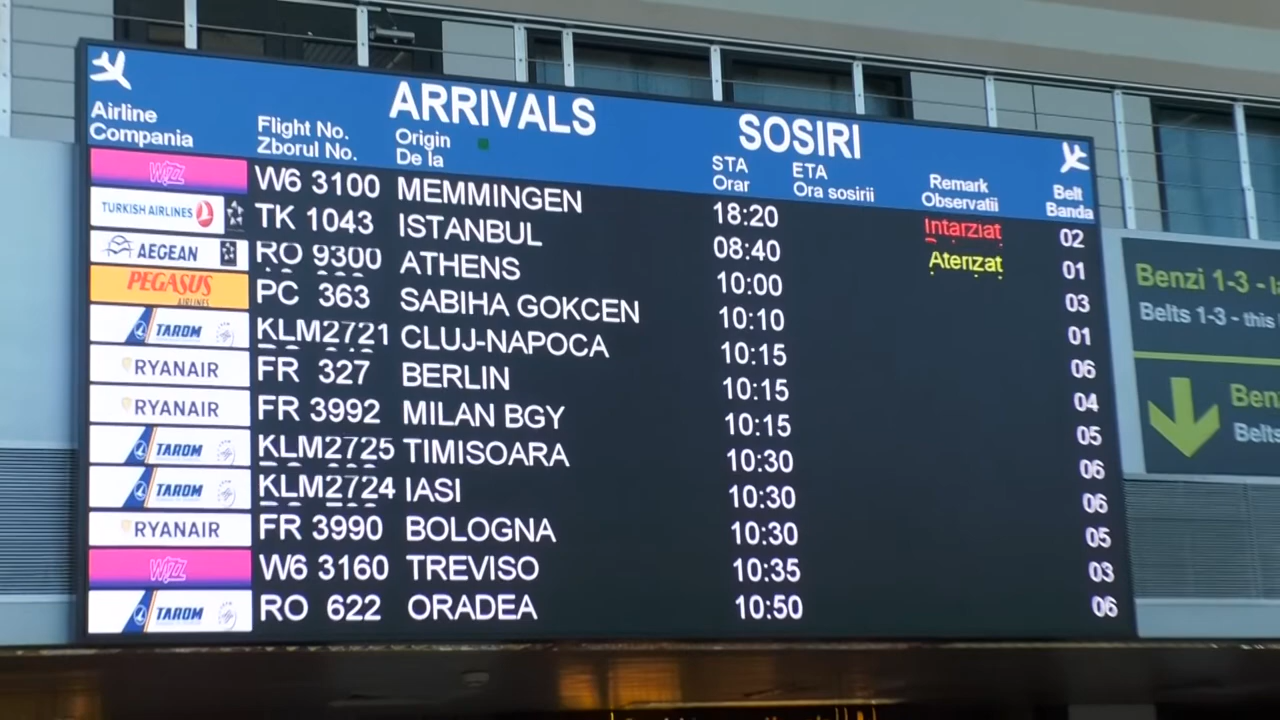 ARRIVALS SOSIRI
Airline Flight No. Origin STA ETA Remark Belt
Compania Zborul No. De la Orar Ora sosirii Observatii Banda
WIZZ W6 3100 MEMMINGEN 18:20 Intarziat 02
TURKISH AIRLINES TK 1043 ISTANBUL 08:40 Aterizat 01
AEGEAN RO 9300 ATHENS 10:00 03
PEGASUS AIRLINES PC 363 SABIHA GOKCEN 10:10 01
TAROM KLM2721 CLUJ-NAPOCA 10:15 06
RYANAIR FR 327 BERLIN 10:15 04
RYANAIR FR 3992 MILAN BGY 10:15 05
TAROM KLM2725 TIMISOARA 10:30 06
TAROM KLM2724 IASI 10:30 06
RYANAIR FR 3990 BOLOGNA 10:30 05
WIZZ W6 3160 TREVISO 10:35 03
TAROM RO 622 ORADEA 10:50 06
Benzi 1-3 -
Belts 1-3 - this
Belts